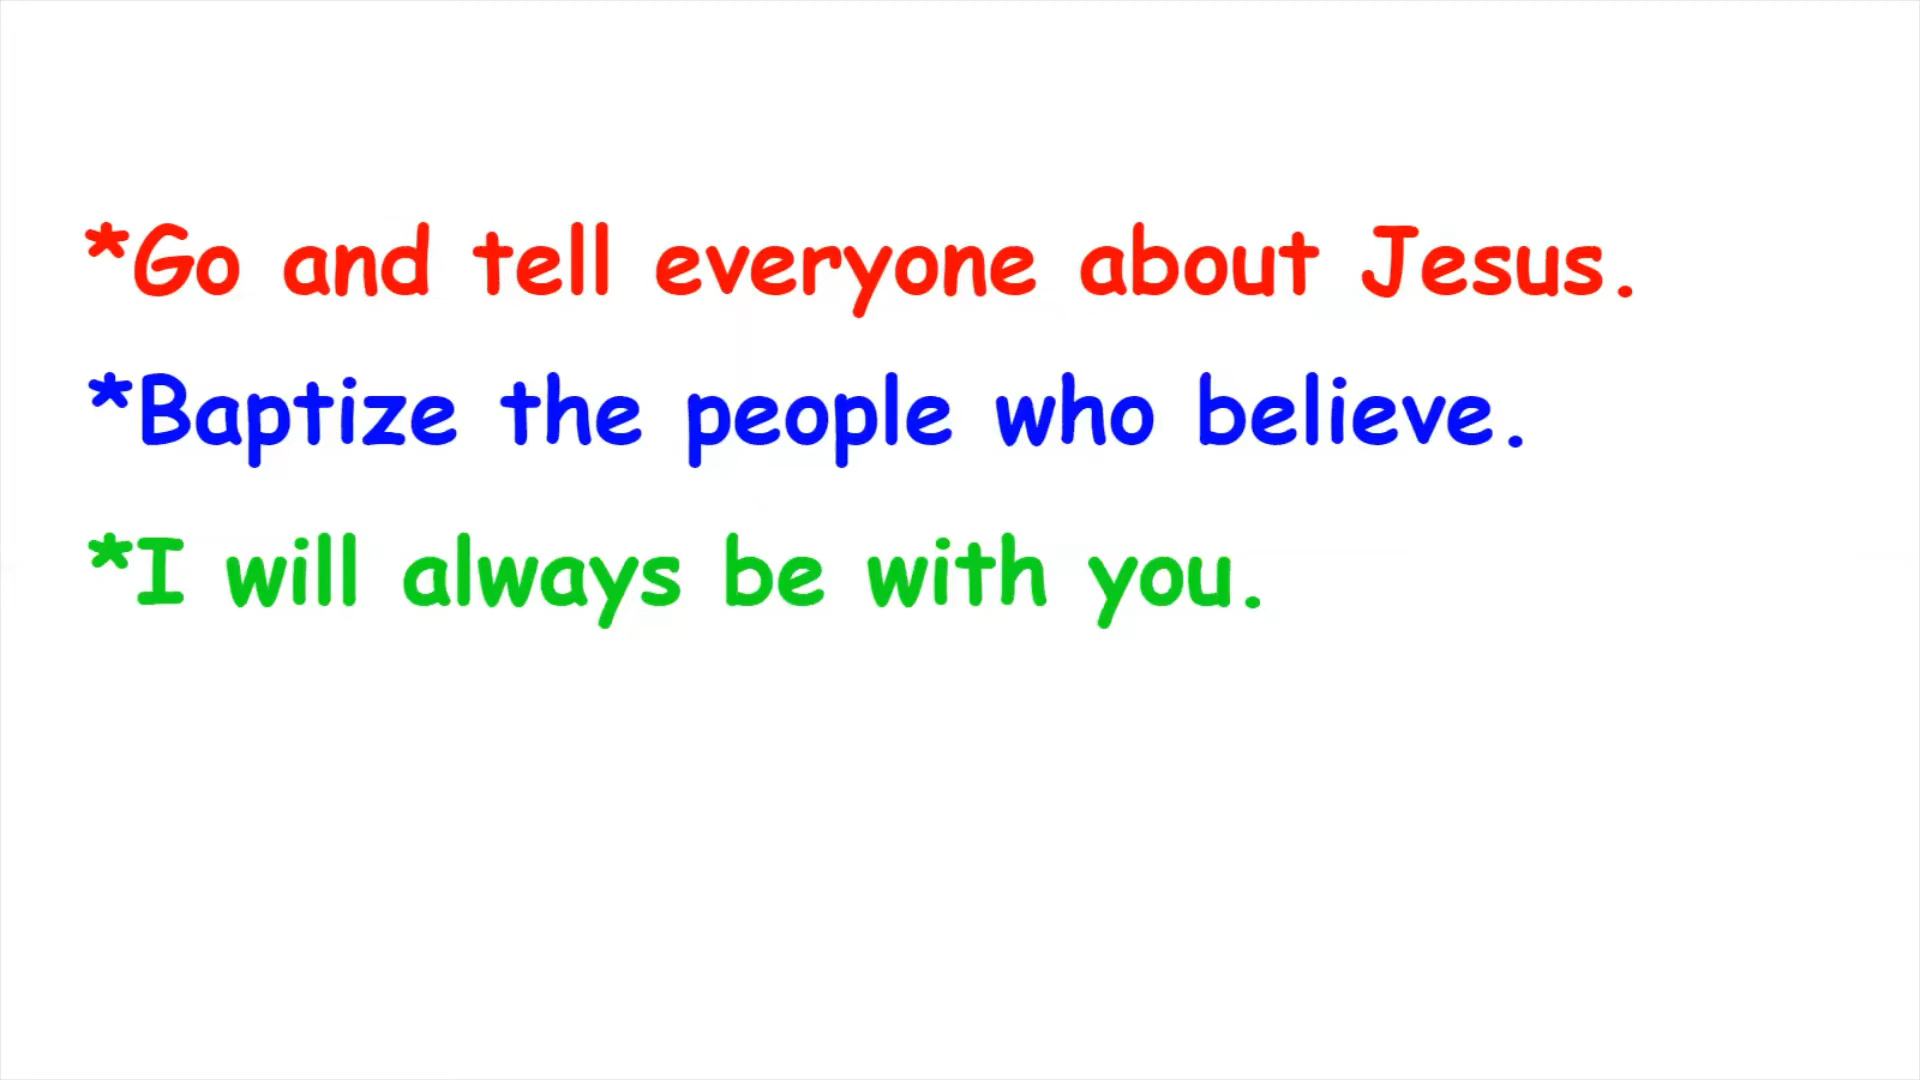 *Go and tell everyone about Jesus.
*Baptize the people who believe.
*I will always be with you.